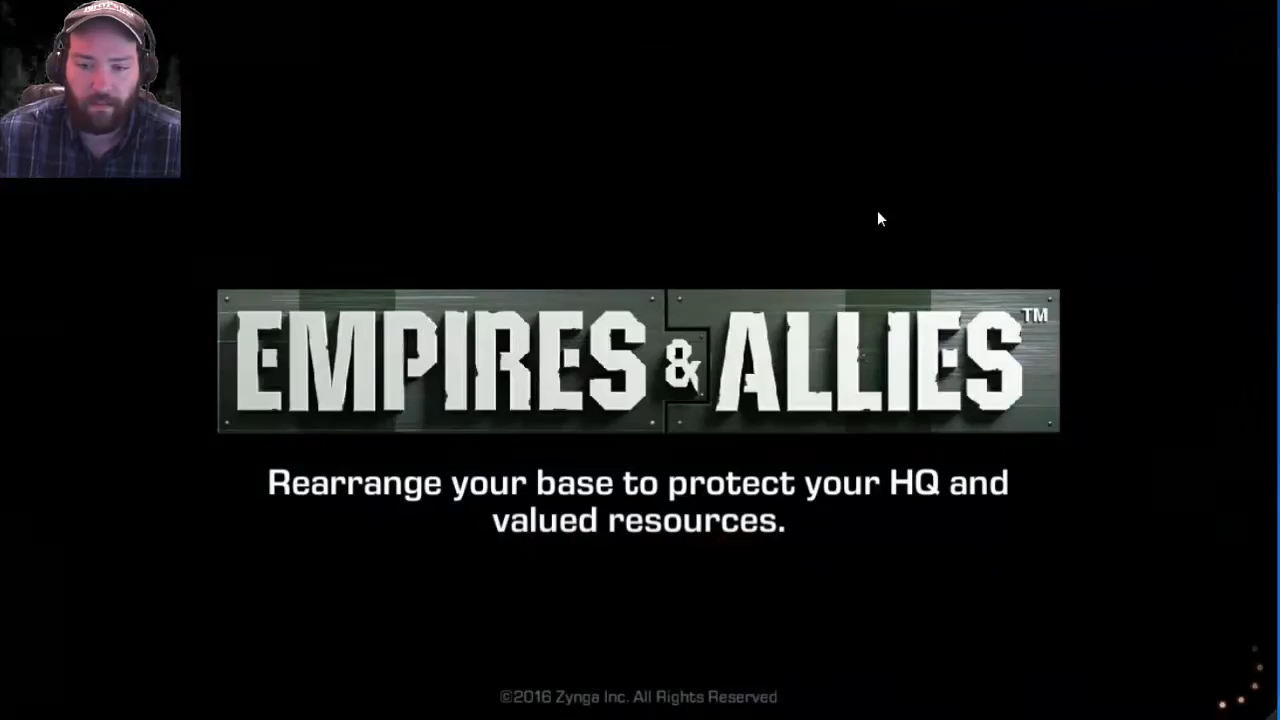 EMPIRES & ALLIES™
Rearrange your base to protect your HQ and
valued resources.
©2016 Zynga Inc. All Rights Reserved